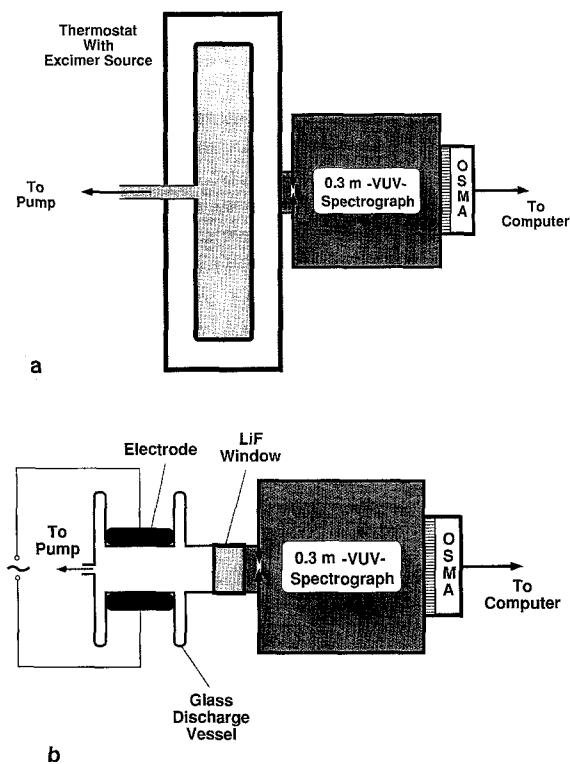 Thermostat
With
Excimer Source
To
Pump
0.3 m -VUV-
Spectrograph
OSMA
To
Computer
a
Electrode
LiF
Window
To
Pump
~
0.3 m -VUV-
Spectrograph
OSMA
To
Computer
Glass
Discharge
Vessel
b